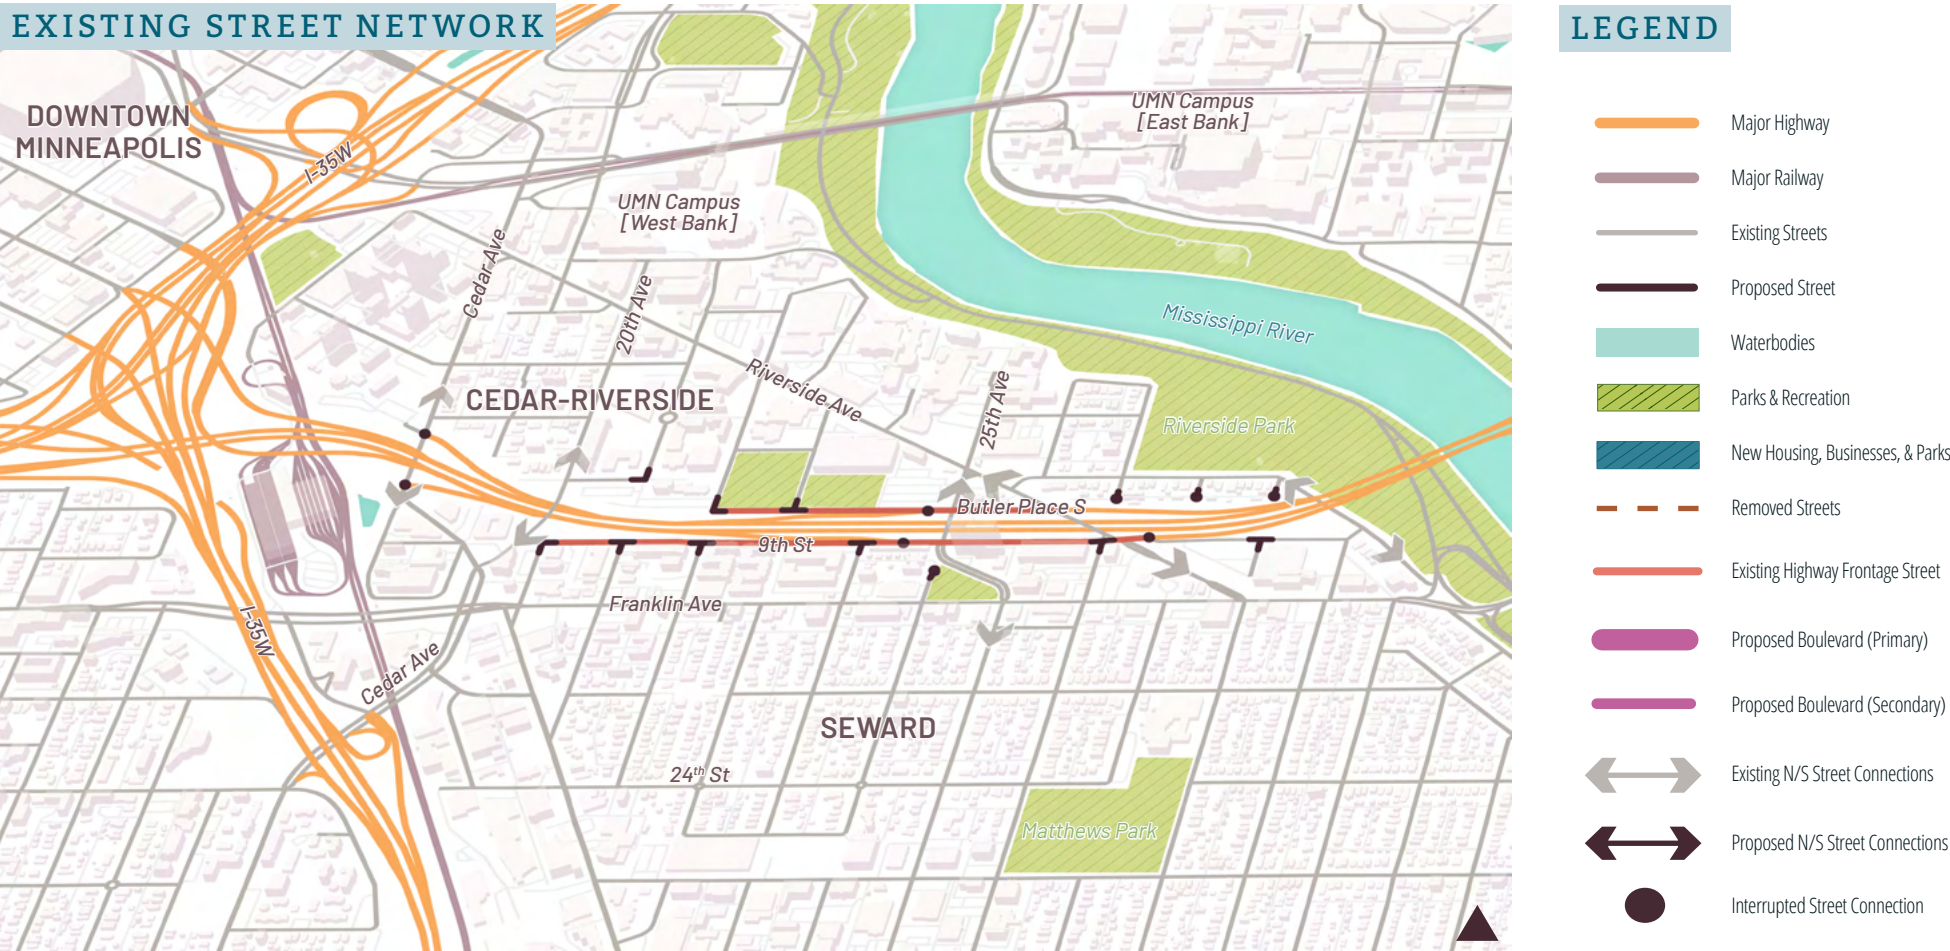 EXISTING STREET NETWORK
LEGEND
DOWNTOWN
MINNEAPOLIS
I-35W
UMN Campus
[East Bank]
UMN Campus
[West Bank]
Cedar Ave
20th Ave
Mississippi River
Riverside Ave
CEDAR-RIVERSIDE
25th Ave
Riverside Park
Butler Place S
9th St
Franklin Ave
I-35W
Cedar Ave
SEWARD
24th St
Matthews Park
Major Highway
Major Railway
Existing Streets
Proposed Street
Waterbodies
Parks & Recreation
New Housing, Businesses, & Parks
Removed Streets
Existing Highway Frontage Street
Proposed Boulevard (Primary)
Proposed Boulevard (Secondary)
Existing N/S Street Connections
Proposed N/S Street Connections
Interrupted Street Connection